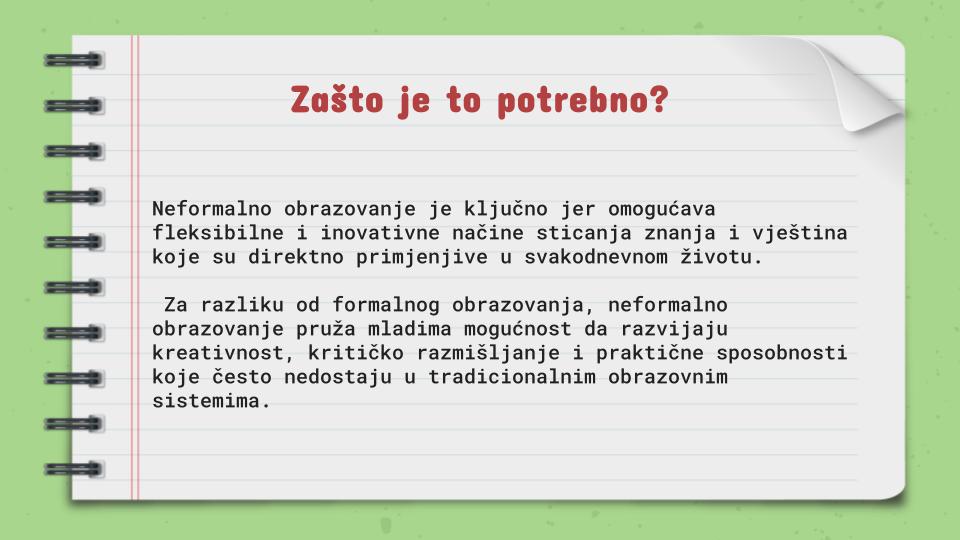 Zašto je to potrebno?
Neformalno obrazovanje je ključno jer omogućava
fleksibilne i inovativne načine sticanja znanja i vještina
koje su direktno primjenjive u svakodnevnom životu.
Za razliku od formalnog obrazovanja, neformalno
obrazovanje pruža mladima mogućnost da razvijaju
kreativnost, kritičko razmišljanje i praktične sposobnosti
koje često nedostaju u tradicionalnim obrazovnim
sistemima.